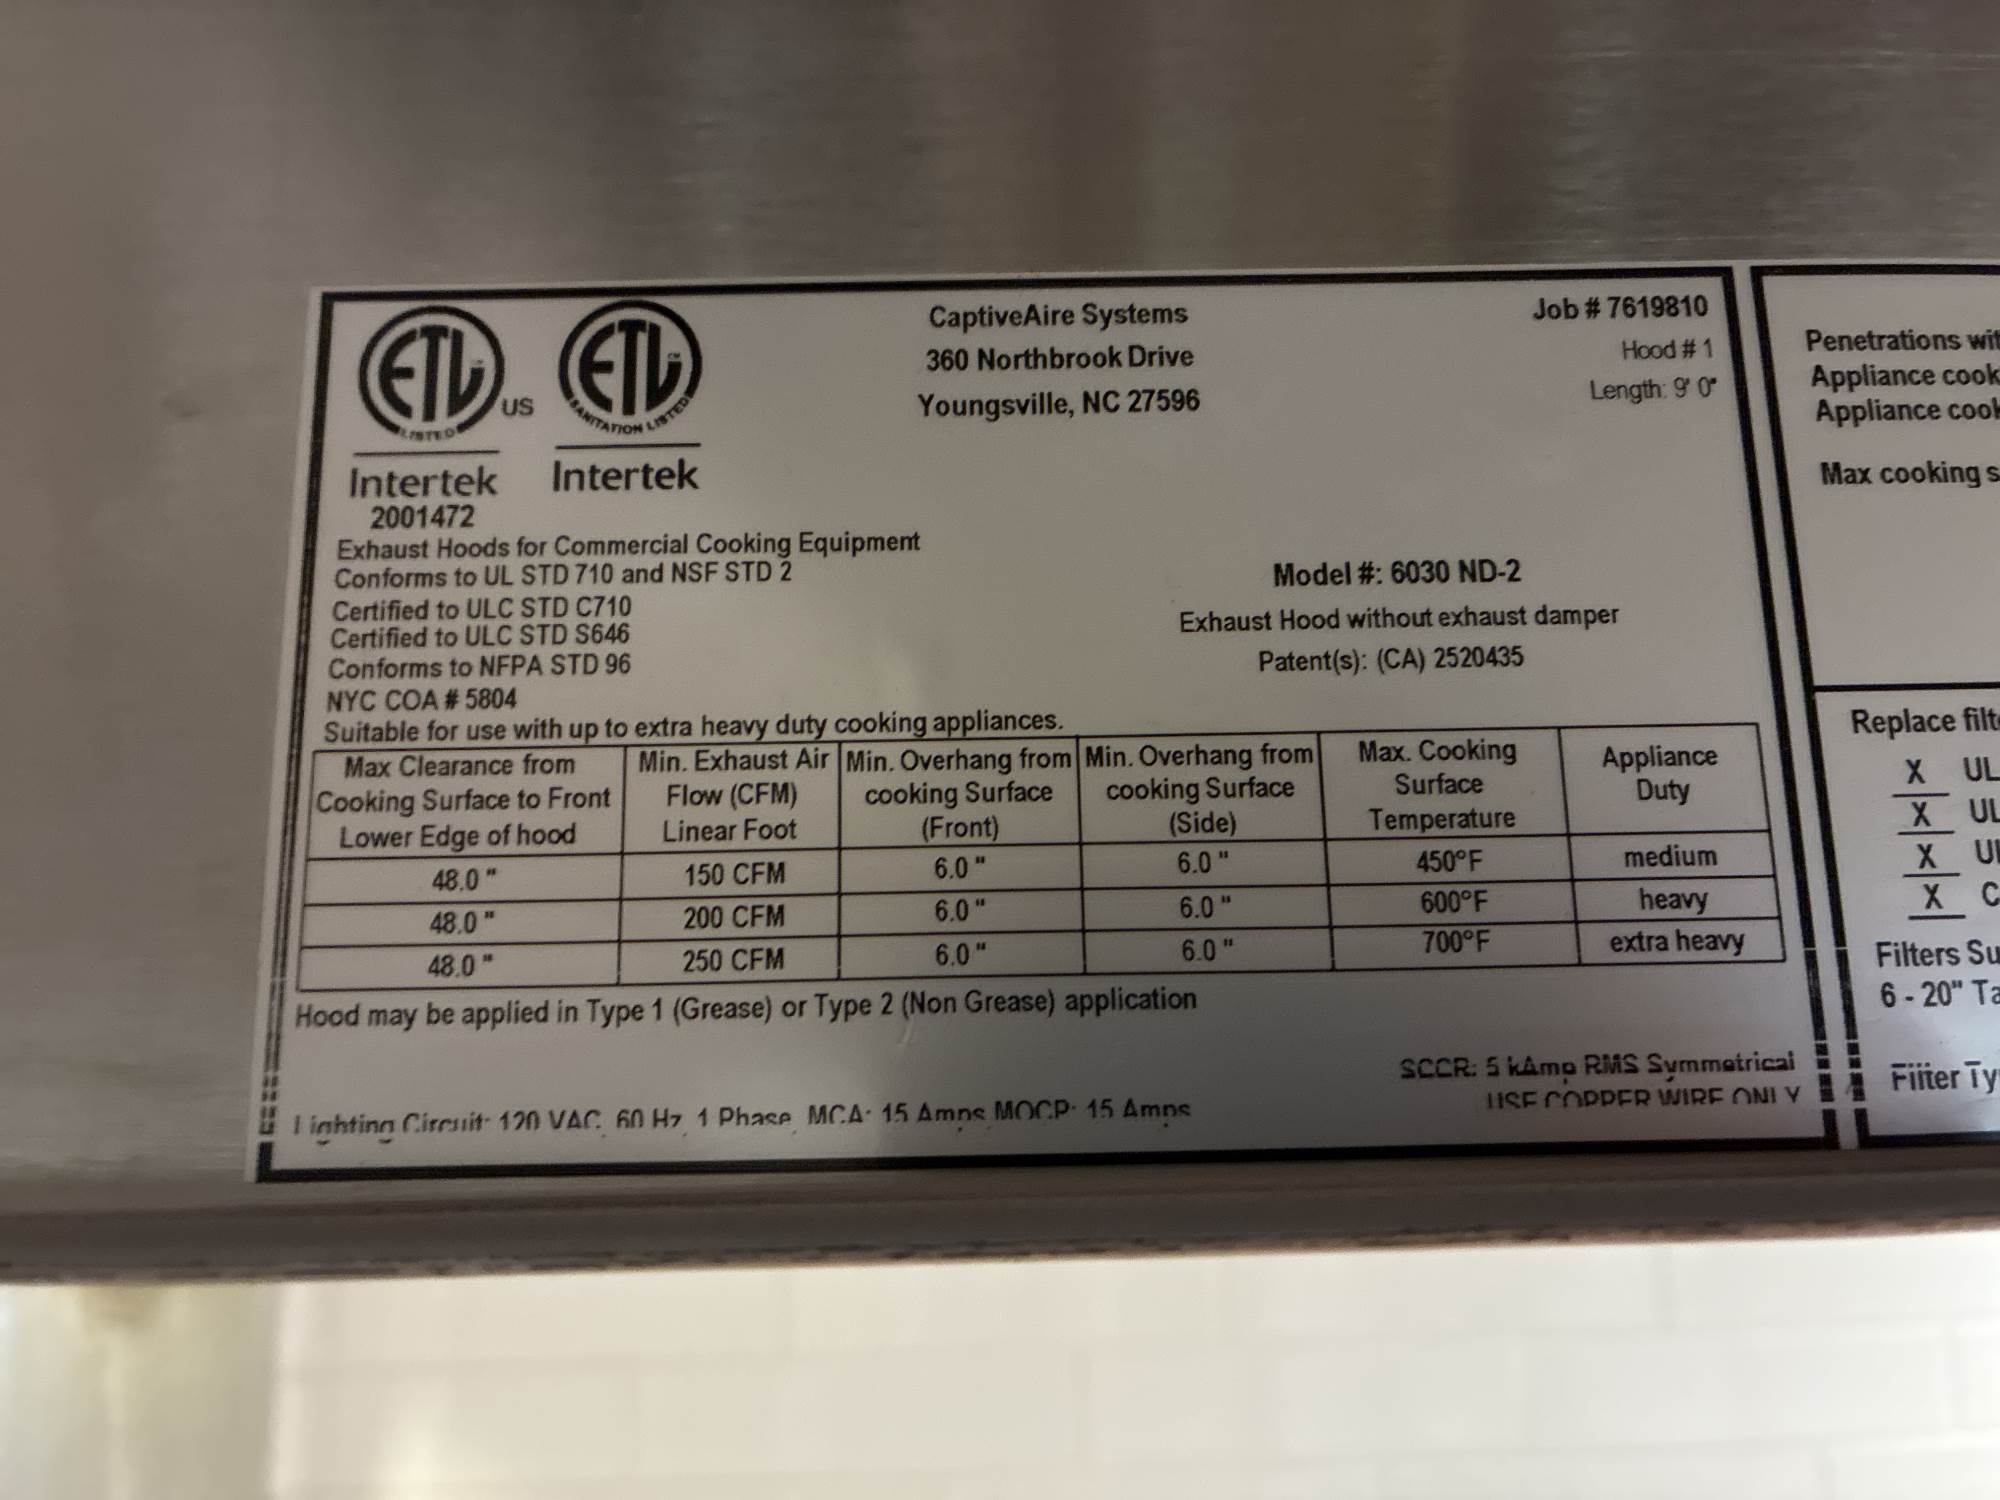 ETL
LISTED
US
Intertek
2001472
ETL
SANITATION LISTED
Intertek
CaptiveAire Systems
360 Northbrook Drive
Youngsville, NC 27596
Job # 7619810
Hood # 1
Length: 9' 0"
Exhaust Hoods for Commercial Cooking Equipment
Conforms to UL STD 710 and NSF STD 2
Certified to ULC STD C710
Certified to ULC STD S646
Conforms to NFPA STD 96
NYC COA # 5804
Model #: 6030 ND-2
Exhaust Hood without exhaust damper
Patent(s): (CA) 2520435
Suitable for use with up to extra heavy duty cooking appliances.
Max Clearance from Cooking Surface to Front Lower Edge of hood Min. Exhaust Air Flow (CFM) Linear Foot Min. Overhang from cooking Surface (Front) Min. Overhang from cooking Surface (Side) Max. Cooking Surface Temperature Appliance Duty
48.0 " 150 CFM 6.0 " 6.0 " 450°F medium
48.0 " 200 CFM 6.0 " 6.0 " 600°F heavy
48.0 " 250 CFM 6.0 " 6.0 " 700°F extra heavy
Hood may be applied in Type 1 (Grease) or Type 2 (Non Grease) application
SCCR: 5 kAmp RMS Symmetrical
USE COPPER WIRE ONLY
Lighting Circuit: 120 VAC, 60 Hz, 1 Phase, MCA: 15 Amps MOCP: 15 Amps
Penetrations
Appliance
Appliance
Max cooking
Replace
X UL
X UL
X
X
Filters
6 - 20"
Filter